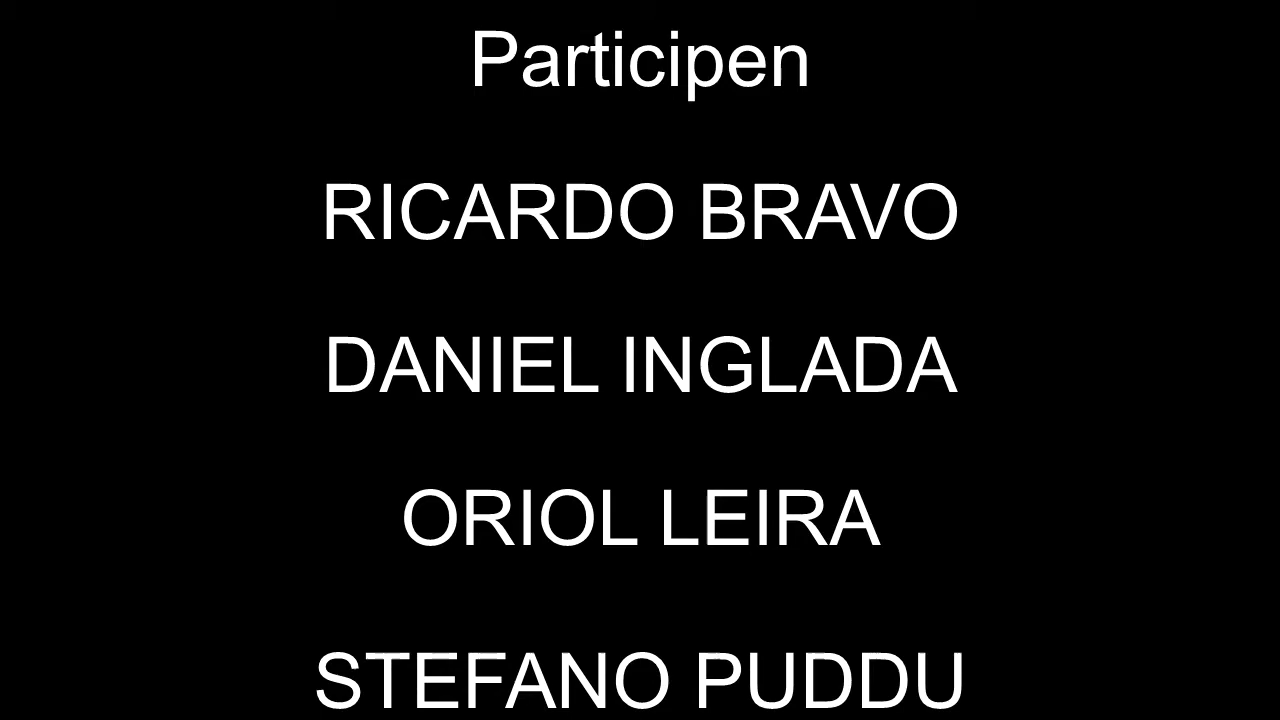 Participen
RICARDO BRAVO
DANIEL INGLADA
ORIOL LEIRA
STEFANO PUDDU